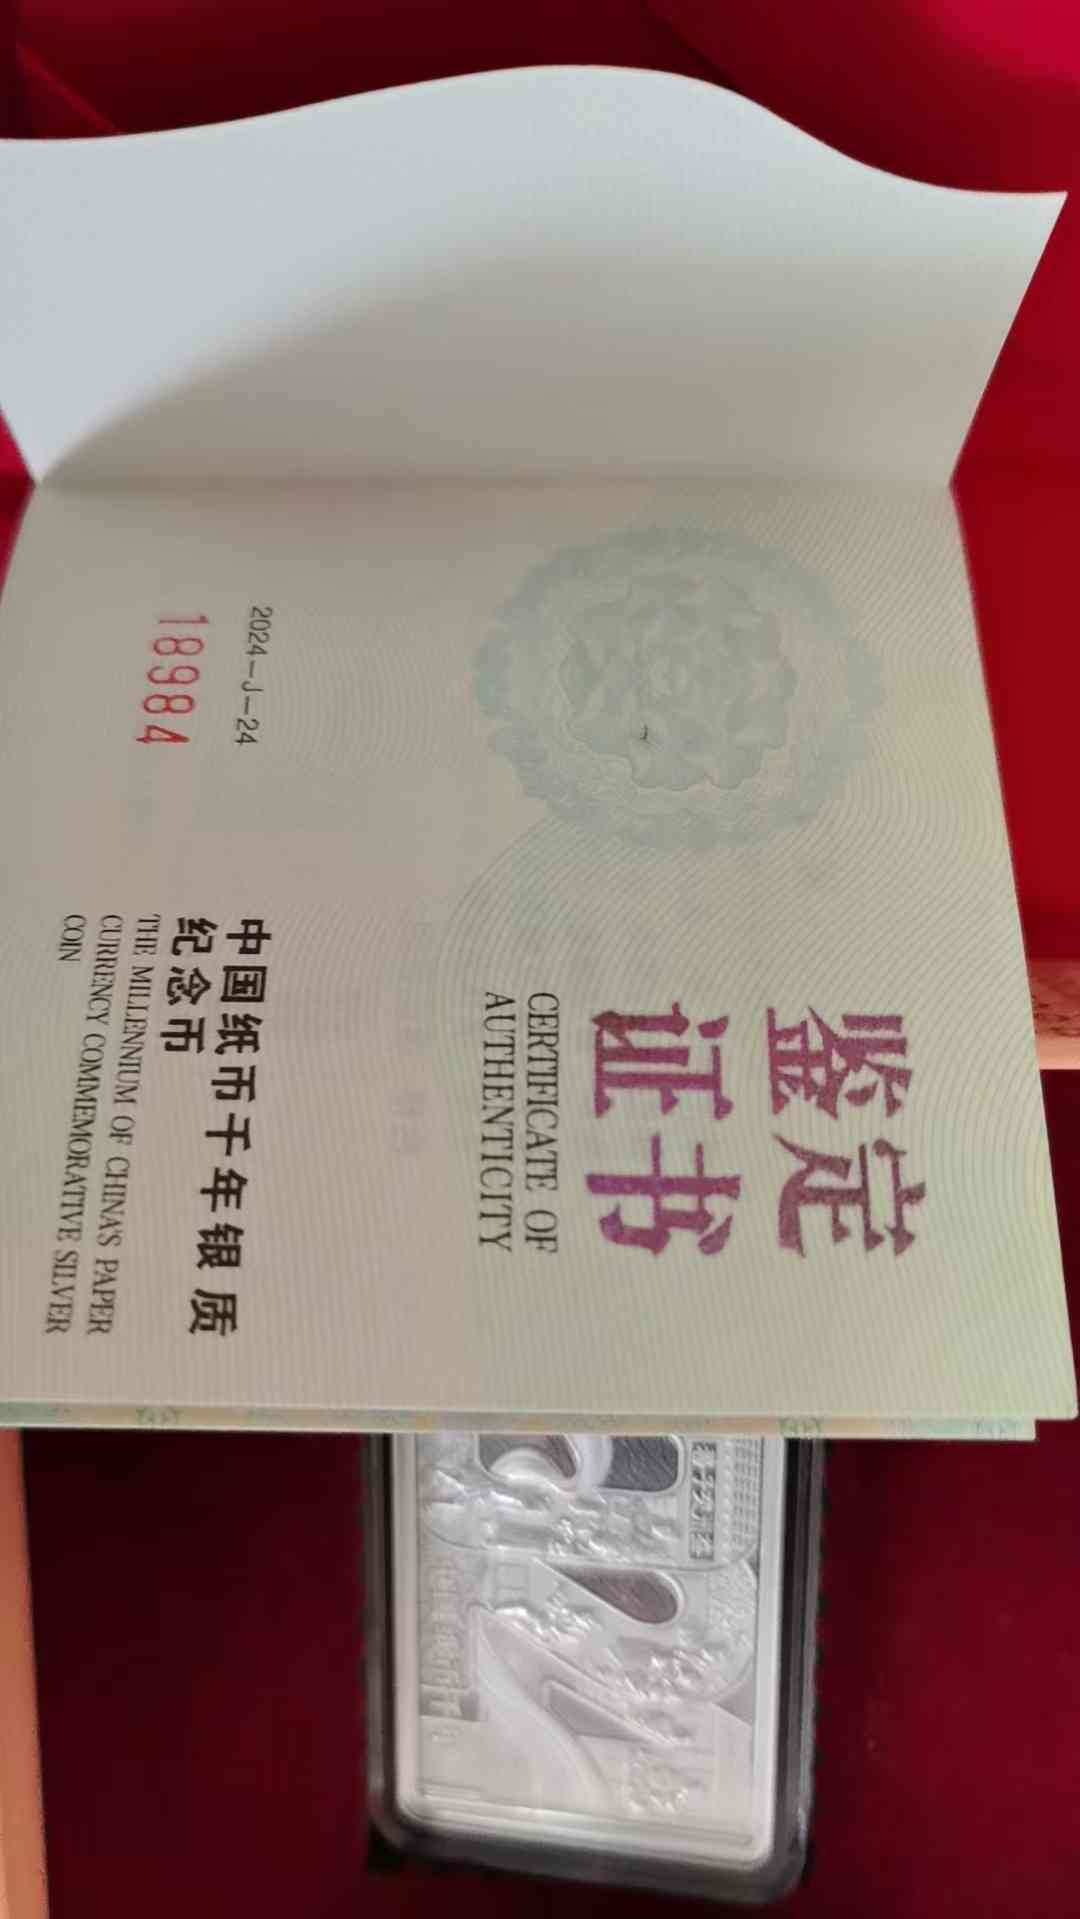 鉴定
证书
CERTIFICATE OF
AUTHENTICITY
2024-J-24
18984
中国纸币千年银质
纪念币
THE MILLENNIUM OF CHINA'S PAPER
CURRENCY COMMEMORATIVE SILVER
COIN